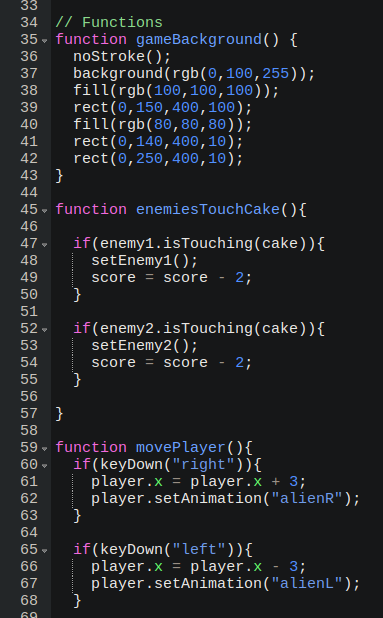 33
34 // Functions
35 function gameBackground() {
36   noStroke();
37   background(rgb(0,100,255));
38   fill(rgb(100,100,100));
39   rect(0,150,400,100);
40   fill(rgb(80,80,80));
41   rect(0,140,400,10);
42   rect(0,250,400,10);
43 }
44
45 function enemiesTouchCake(){
46
47   if(enemy1.isTouching(cake)){
48     setEnemy1();
49     score = score - 2;
50   }
51
52   if(enemy2.isTouching(cake)){
53     setEnemy2();
54     score = score - 2;
55   }
56
57 }
58
59 function movePlayer(){
60   if(keyDown("right")){
61     player.x = player.x + 3;
62     player.setAnimation("alienR");
63   }
64
65   if(keyDown("left")){
66     player.x = player.x - 3;
67     player.setAnimation("alienL");
68   }
69